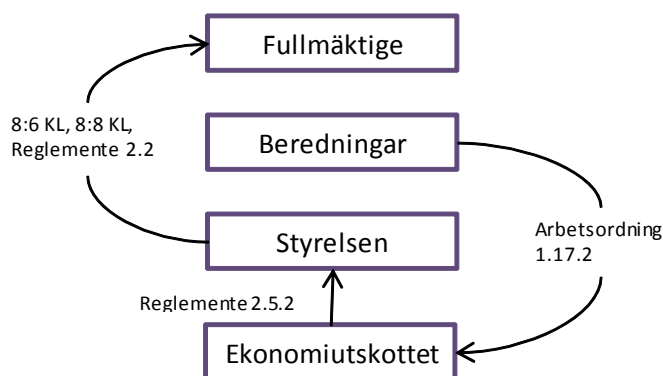 Fullmäktige
8:6 KL, 8:8 KL,
Reglemente 2.2
Beredningar
Styrelsen
Arbetsordning
1.17.2
Reglemente 2.5.2
Ekonomiutskottet